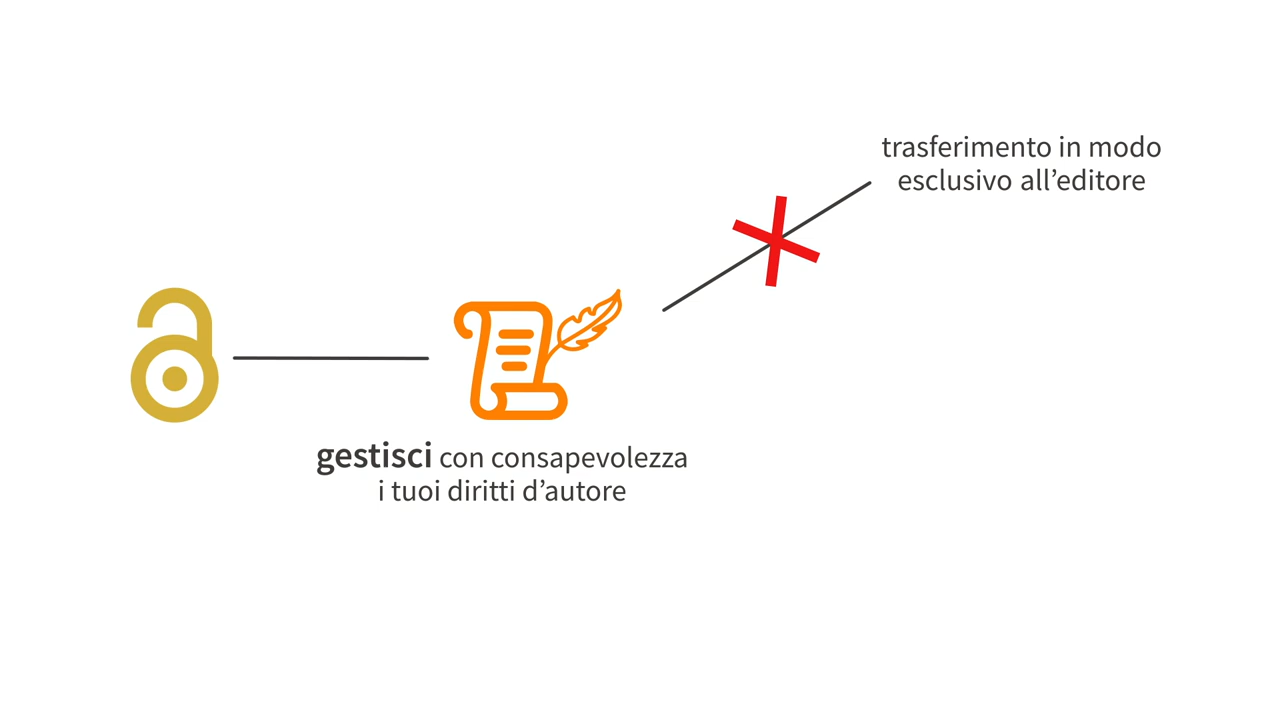 trasferimento in modo
esclusivo all’editore
gestisci con consapevolezza
i tuoi diritti d’autore